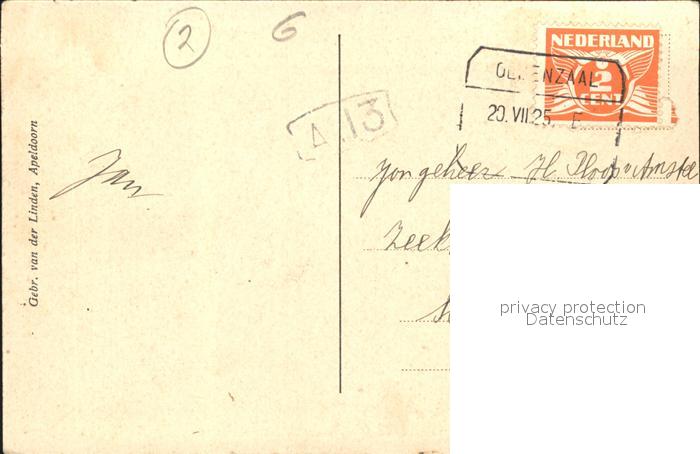 2
6
NEDERLAND
2
CENT
OLDENZAAL
20.VII.25. E
A.13
Jan
Gebr. van der Linden, Apeldoorn
Jongeheer H.
privacy protection
Datenschutz